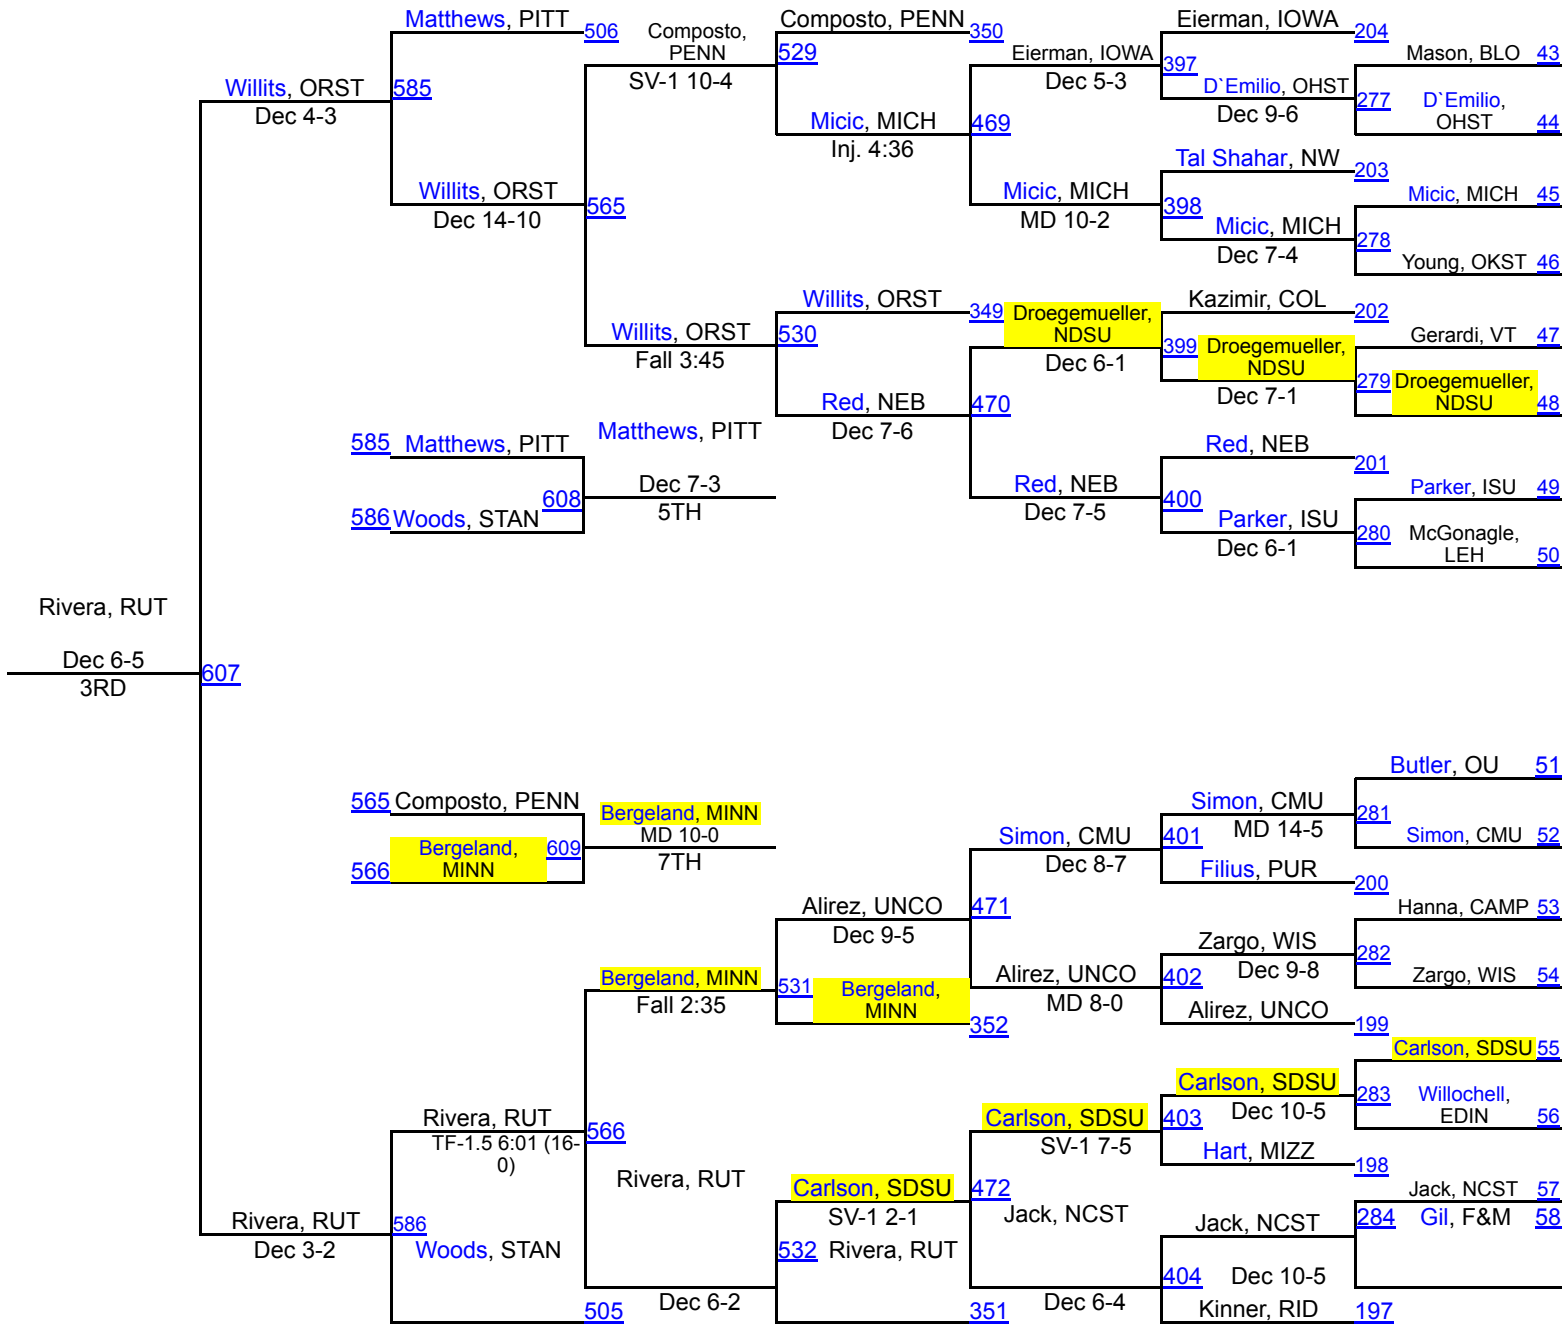 Matthews, PITT
506
Composto,
PENN
SV-1 10-4
Composto, PENN
350
529
Eierman, IOWA
204
Eierman, IOWA
Dec 5-3
397
D`Emilio, OHST
Dec 9-6
Mason, BLO 43
277
D`Emilio,
OHST
44
Willits, ORST
Dec 4-3
585
Micic, MICH
Inj. 4:36
469
Tal Shahar, NW
203
Micic, MICH
MD 10-2
398
Micic, MICH
Dec 7-4
Micic, MICH 45
278
Young, OKST 46
Willits, ORST
Dec 14-10
565
Willits, ORST
Fall 3:45
Willits, ORST
349
530
Droegemueller,
NDSU
Dec 6-1
Kazimir, COL
202
399
Droegemueller,
NDSU
Dec 7-1
Gerardi, VT 47
279
Droegemueller,
NDSU
48
Red, NEB
Dec 7-6
470
585
Matthews, PITT
Matthews, PITT
Dec 7-3
5TH
608
586
Woods, STAN
Red, NEB
201
Red, NEB
Dec 7-5
400
Parker, ISU
Dec 6-1
Parker, ISU 49
280
McGonagle,
LEH
50
Rivera, RUT
Dec 6-5
3RD
607
565
Composto, PENN
Bergeland, MINN
MD 10-0
7TH
609
566
Bergeland,
MINN
Butler, OU 51
Simon, CMU
MD 14-5
281
Simon, CMU 52
Simon, CMU
Dec 8-7
401
Filius, PUR
200
Alirez, UNCO
Dec 9-5
471
Hanna, CAMP 53
Zargo, WIS
Dec 9-8
282
Zargo, WIS 54
Alirez, UNCO
MD 8-0
402
Alirez, UNCO
199
Bergeland, MINN
Fall 2:35
531
Bergeland,
MINN
352
Carlson, SDSU 55
Carlson, SDSU
Dec 10-5
283
Willochell,
EDIN
56
Carlson, SDSU
SV-1 7-5
403
Hart, MIZZ
198
Rivera, RUT
TF-1.5 6:01 (16-
0)
566
Rivera, RUT
Dec 6-2
Carlson, SDSU
SV-1 2-1
472
Jack, NCST
Dec 6-4
Jack, NCST
Dec 10-5
Jack, NCST 57
284
Gil, F&M 58
Rivera, RUT
Dec 3-2
586
Woods, STAN
505
532
Rivera, RUT
351
404
Kinner, RID
197